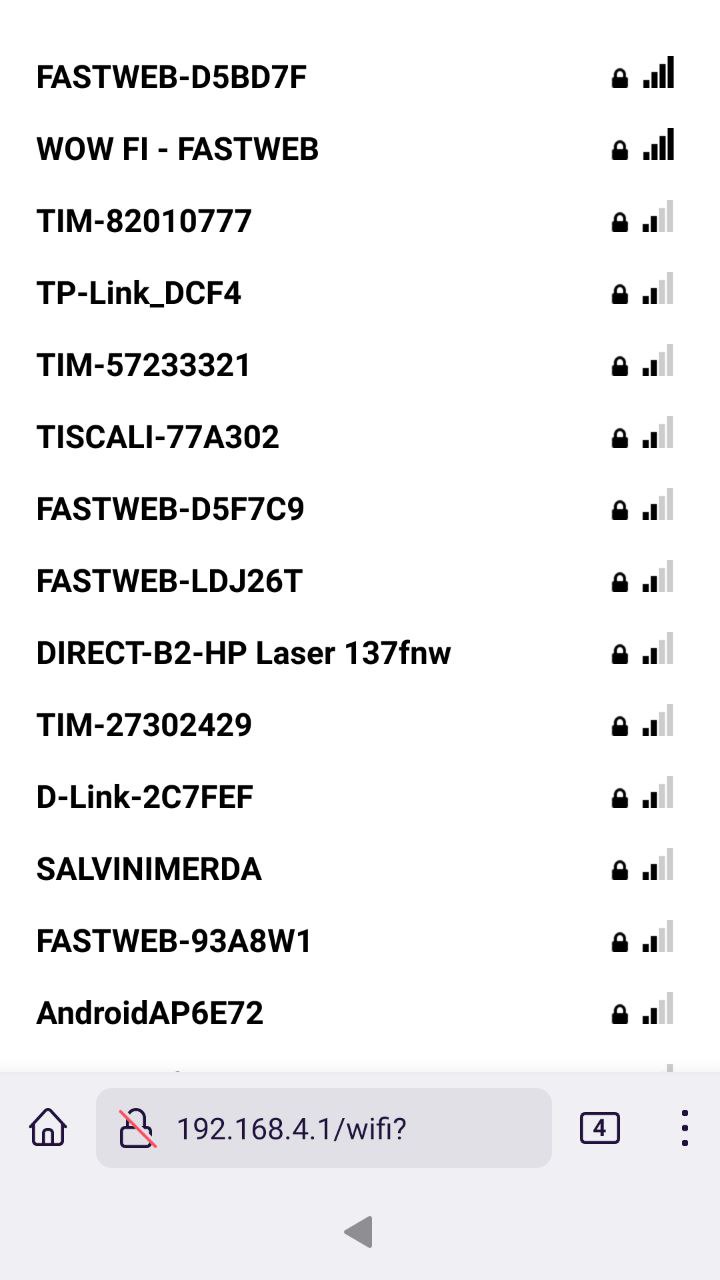 FASTWEB-D5BD7F
WOW FI - FASTWEB
TIM-82010777
TP-Link_DCF4
TIM-57233321
TISCALI-77A302
FASTWEB-D5F7C9
FASTWEB-LDJ26T
DIRECT-B2-HP Laser 137fnw
TIM-27302429
D-Link-2C7FEF
SALVINIMERDA
FASTWEB-93A8W1
AndroidAP6E72
192.168.4.1/wifi?
4